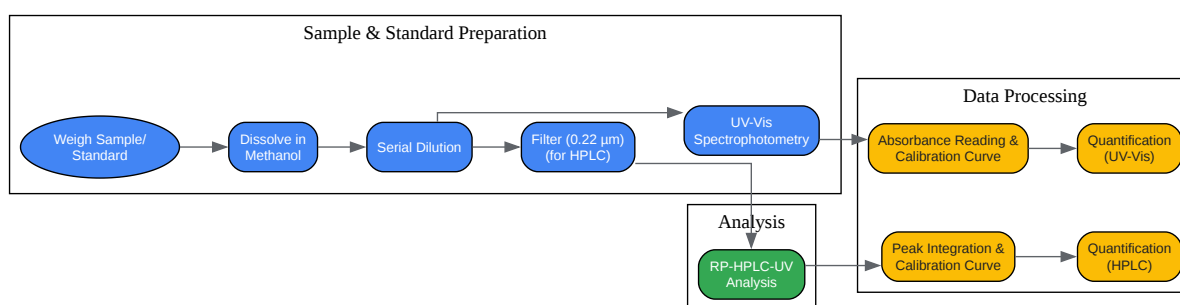 Sample & Standard Preparation
Weigh Sample/
Standard
Dissolve in
Methanol
Serial Dilution
Filter (0.22 µm)
(for HPLC)
UV-Vis
Spectrophotometry
Data Processing
Absorbance Reading &
Calibration Curve
Quantification
(UV-Vis)
Analysis
RP-HPLC-UV
Analysis
Peak Integration &
Calibration Curve
Quantification
(HPLC)